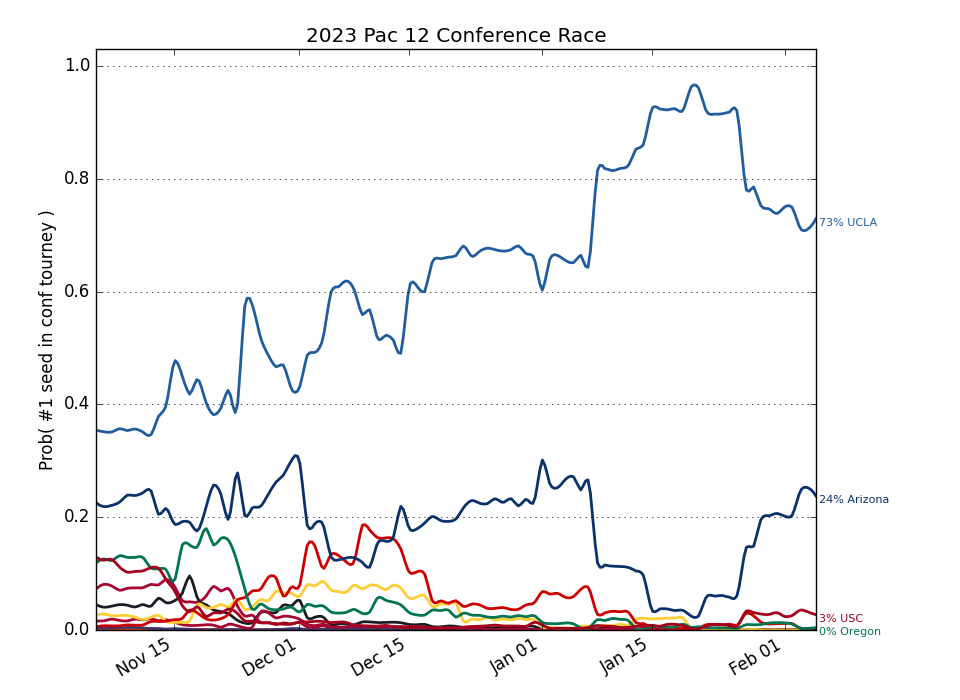 2023 Pac 12 Conference Race
Prob( #1 seed in conf tourney )
1.0
0.8
0.6
0.4
0.2
0.0
73% UCLA
24% Arizona
3% USC
0% Oregon
Nov 15
Dec 01
Dec 15
Jan 01
Jan 15
Feb 01